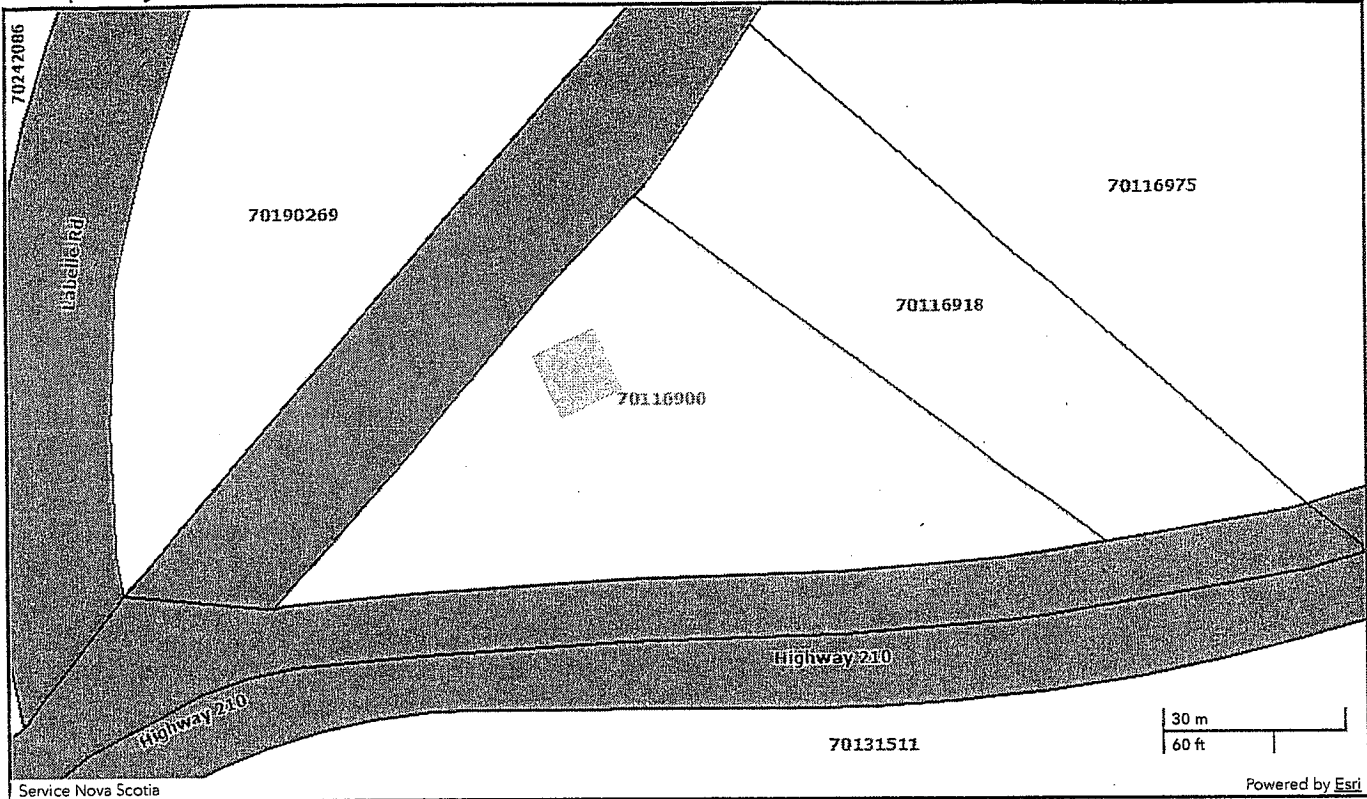 70242086
Labelle Rd
70190269
70116975
70116918
70116900
Highway 210
Highway 210
70131511
30 m
60 ft
Service Nova Scotia
Powered by Esri